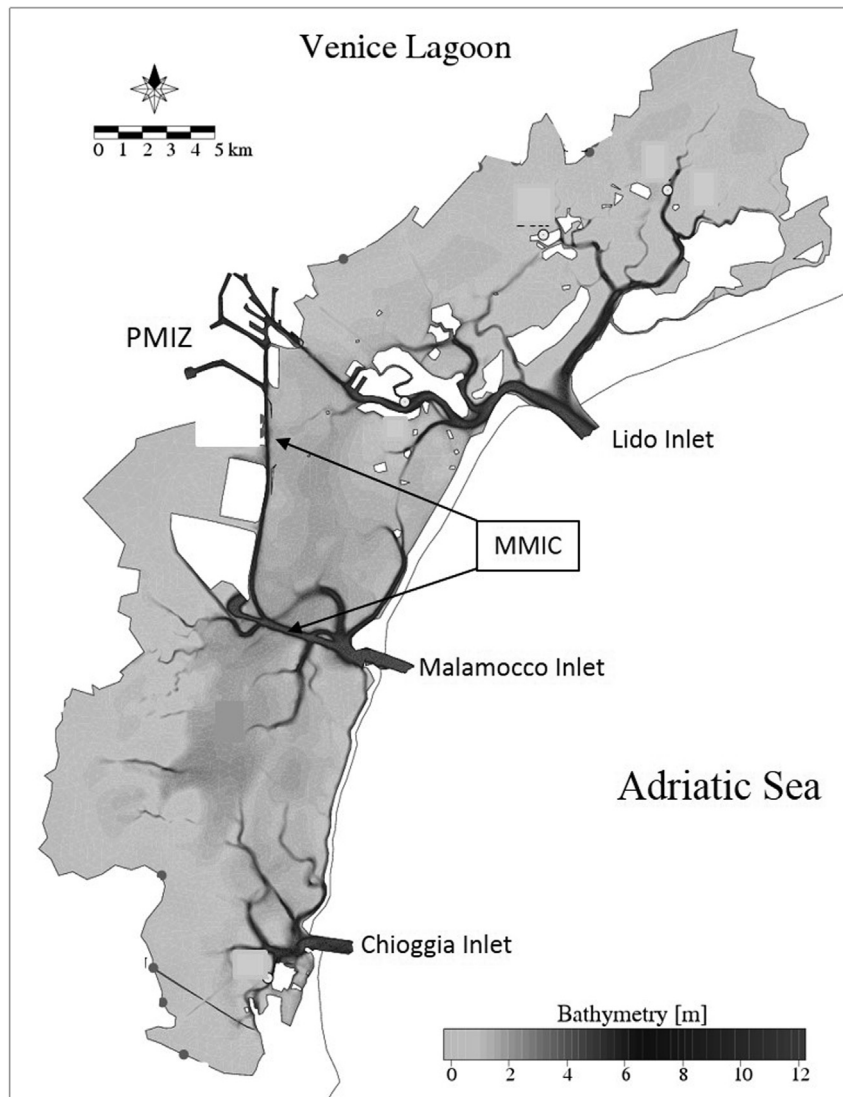 Venice Lagoon
0 1 2 3 4 5 km
PMIZ
Lido Inlet
MMIC
Malamocco Inlet
Adriatic Sea
Chioggia Inlet
Bathymetry [m]
0 2 4 6 8 10 12